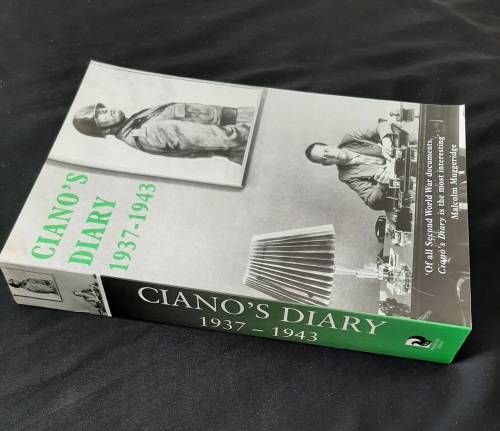 CIANO'S
DIARY
1937-1943
'Of all Second World War documents,
Ciano's Diary is the most interesting'
Malcolm Muggeridge
CIANO'S DIARY
1937 – 1943